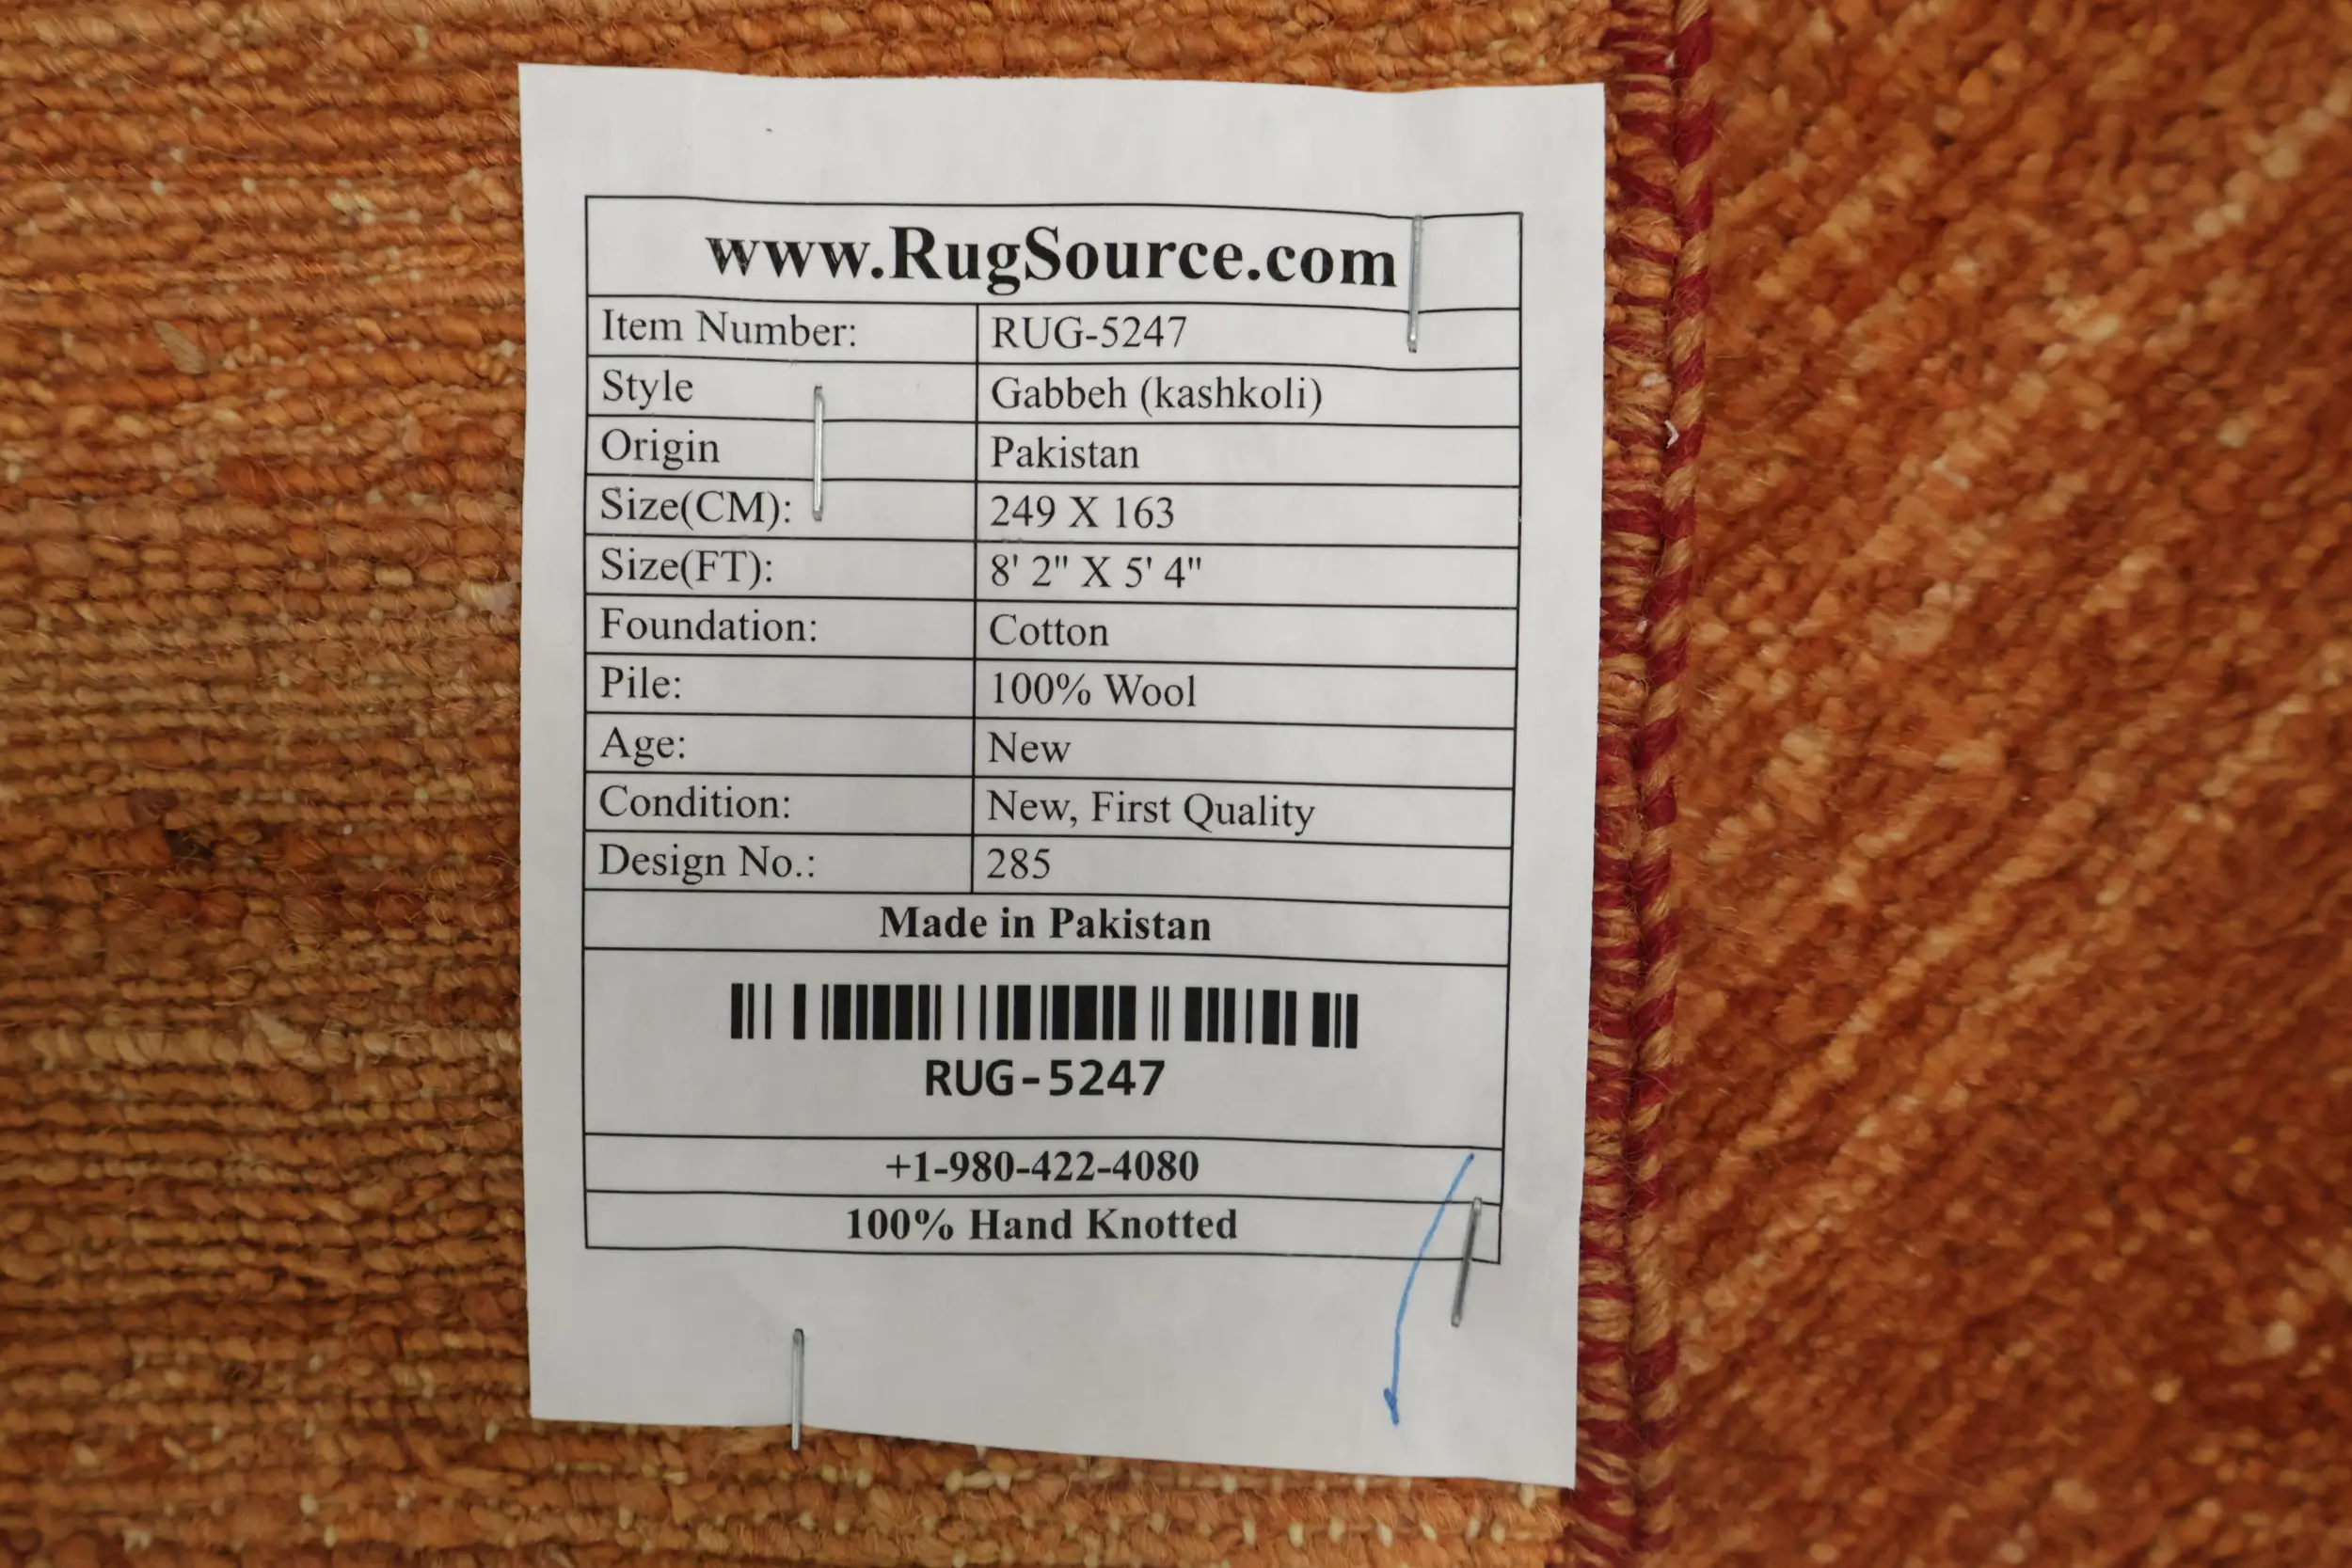 www.RugSource.com
Item Number: RUG-5247
Style Gabbeh (kashkoli)
Origin Pakistan
Size(CM): 249 X 163
Size(FT): 8' 2" X 5' 4"
Foundation: Cotton
Pile: 100% Wool
Age: New
Condition: New, First Quality
Design No.: 285
Made in Pakistan
RUG-5247
+1-980-422-4080
100% Hand Knotted